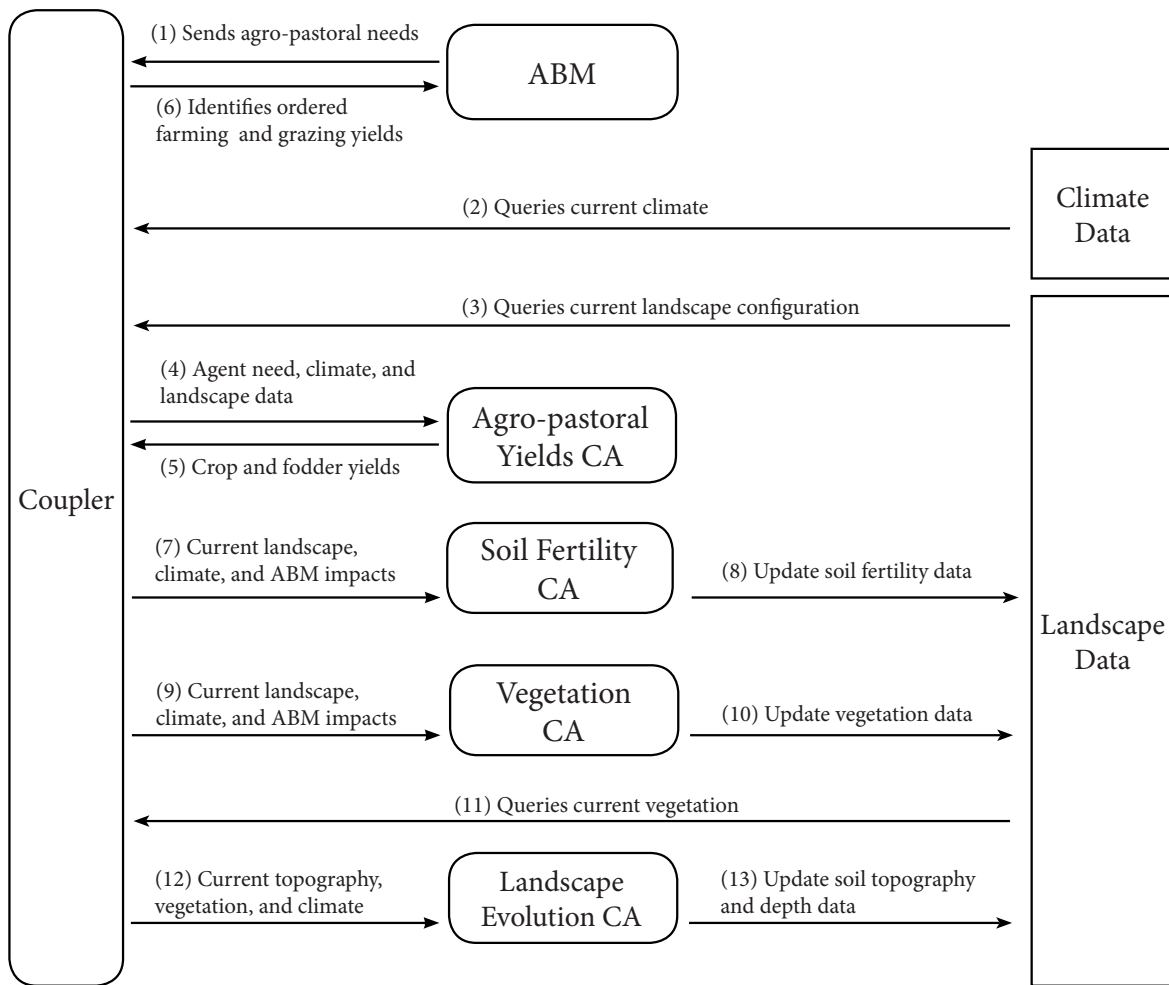 (1) Sends agro-pastoral needs
ABM
(6) Identifies ordered
farming and grazing yields
(2) Queries current climate
Climate
Data
(3) Queries current landscape configuration
(4) Agent need, climate, and
landscape data
Agro-pastoral
Yields CA
(5) Crop and fodder yields
Coupler
(7) Current landscape,
climate, and ABM impacts
Soil Fertility
CA
(8) Update soil fertility data
Landscape
Data
(9) Current landscape,
climate, and ABM impacts
Vegetation
CA
(10) Update vegetation data
(11) Queries current vegetation
(12) Current topography,
vegetation, and climate
Landscape
Evolution CA
(13) Update soil topography
and depth data